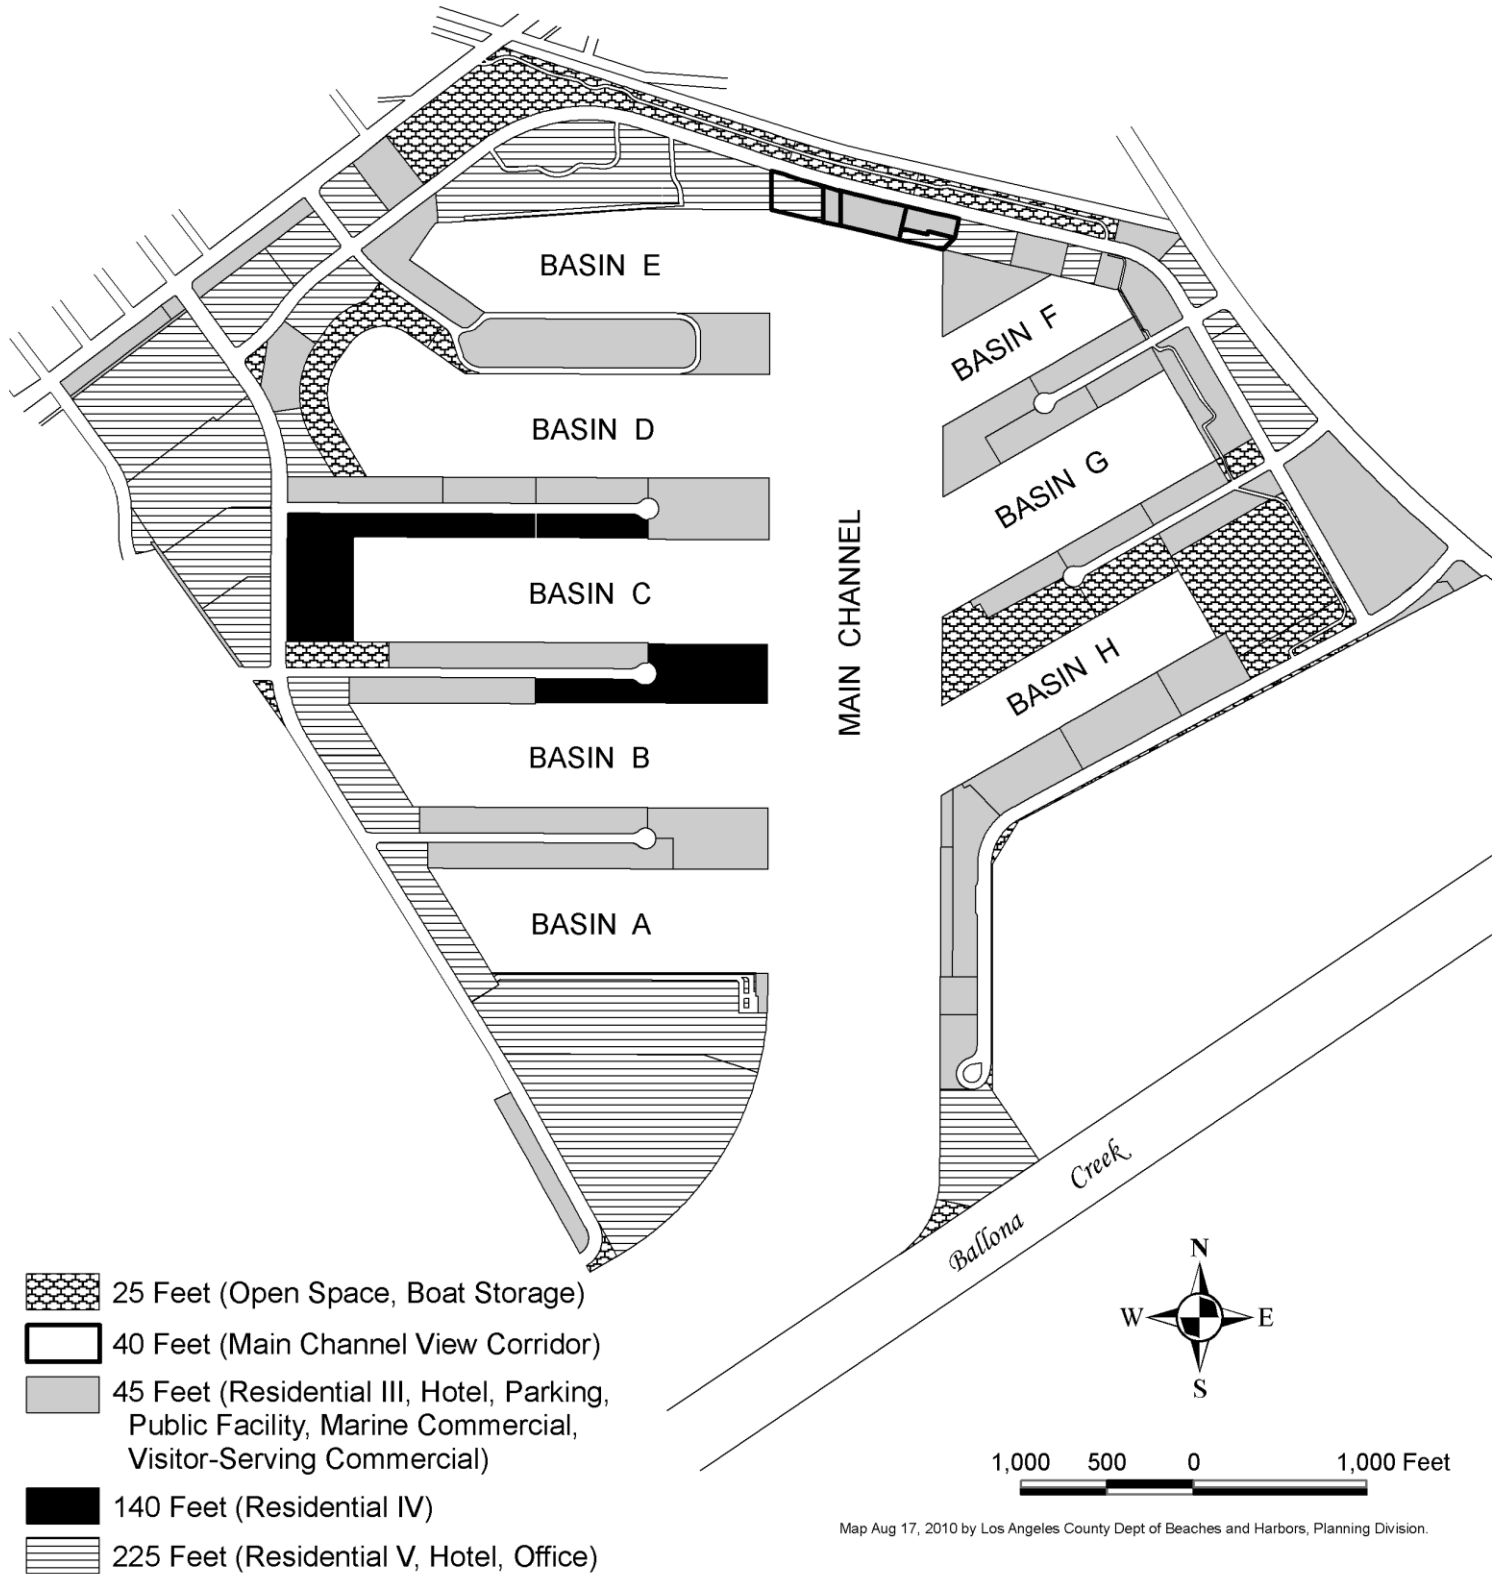 BASIN E
BASIN F
BASIN D
BASIN G
BASIN C
MAIN CHANNEL
BASIN H
BASIN B
BASIN A
Ballona Creek
25 Feet (Open Space, Boat Storage)
40 Feet (Main Channel View Corridor)
45 Feet (Residential III, Hotel, Parking,
Public Facility, Marine Commercial,
Visitor-Serving Commercial)
140 Feet (Residential IV)
225 Feet (Residential V, Hotel, Office)
N
W E
S
1,000 500 0 1,000 Feet
Map Aug 17, 2010 by Los Angeles County Dept of Beaches and Harbors, Planning Division.